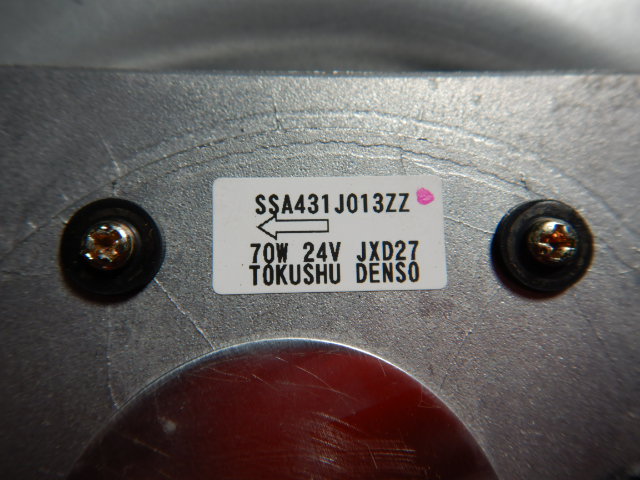 SSA431J013ZZ
70W 24V JXD27
TOKUSHU DENSO